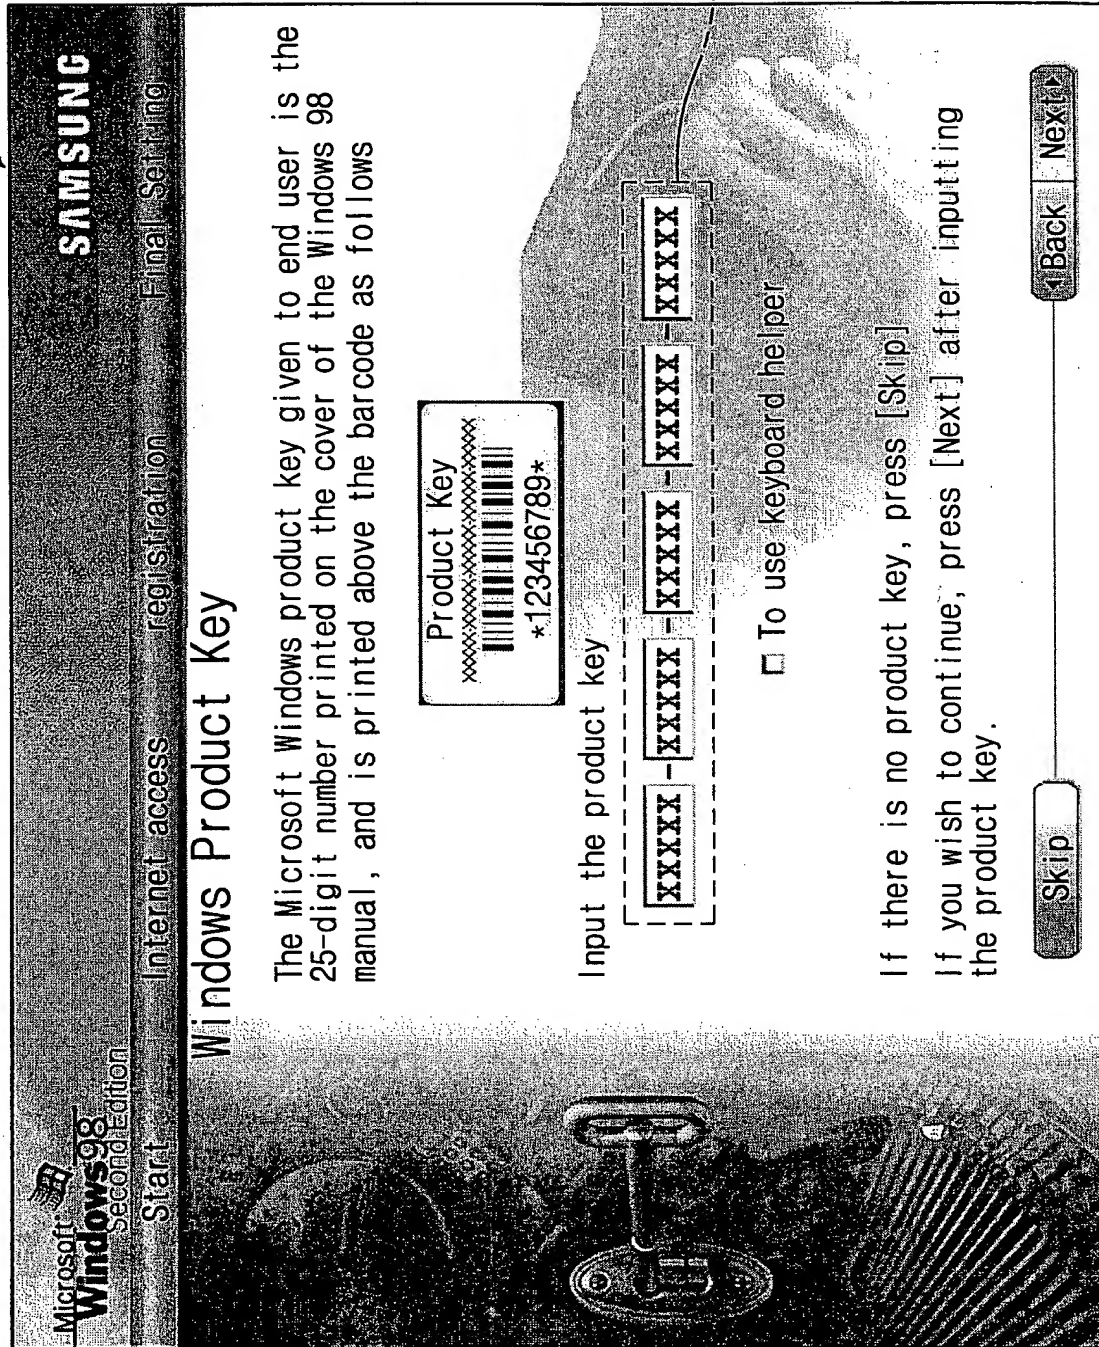 Microsoft
Windows98
Second Edition
SAMSUNG
Start Internet access registration Final Setting
Windows Product Key
The Microsoft Windows product key given to end user is the
25-digit number printed on the cover of the Windows 98
manual, and is printed above the barcode as follows
Product Key
XXXXXXXXXXXXXXXXXXXXXXXXX
*123456789*
Input the product key
XXXXX - XXXXX - XXXXX - XXXXX - XXXXX
To use keyboard helper
If there is no product key, press [Skip]
If you wish to continue, press [Next] after inputting
the product key.
Skip Back Next